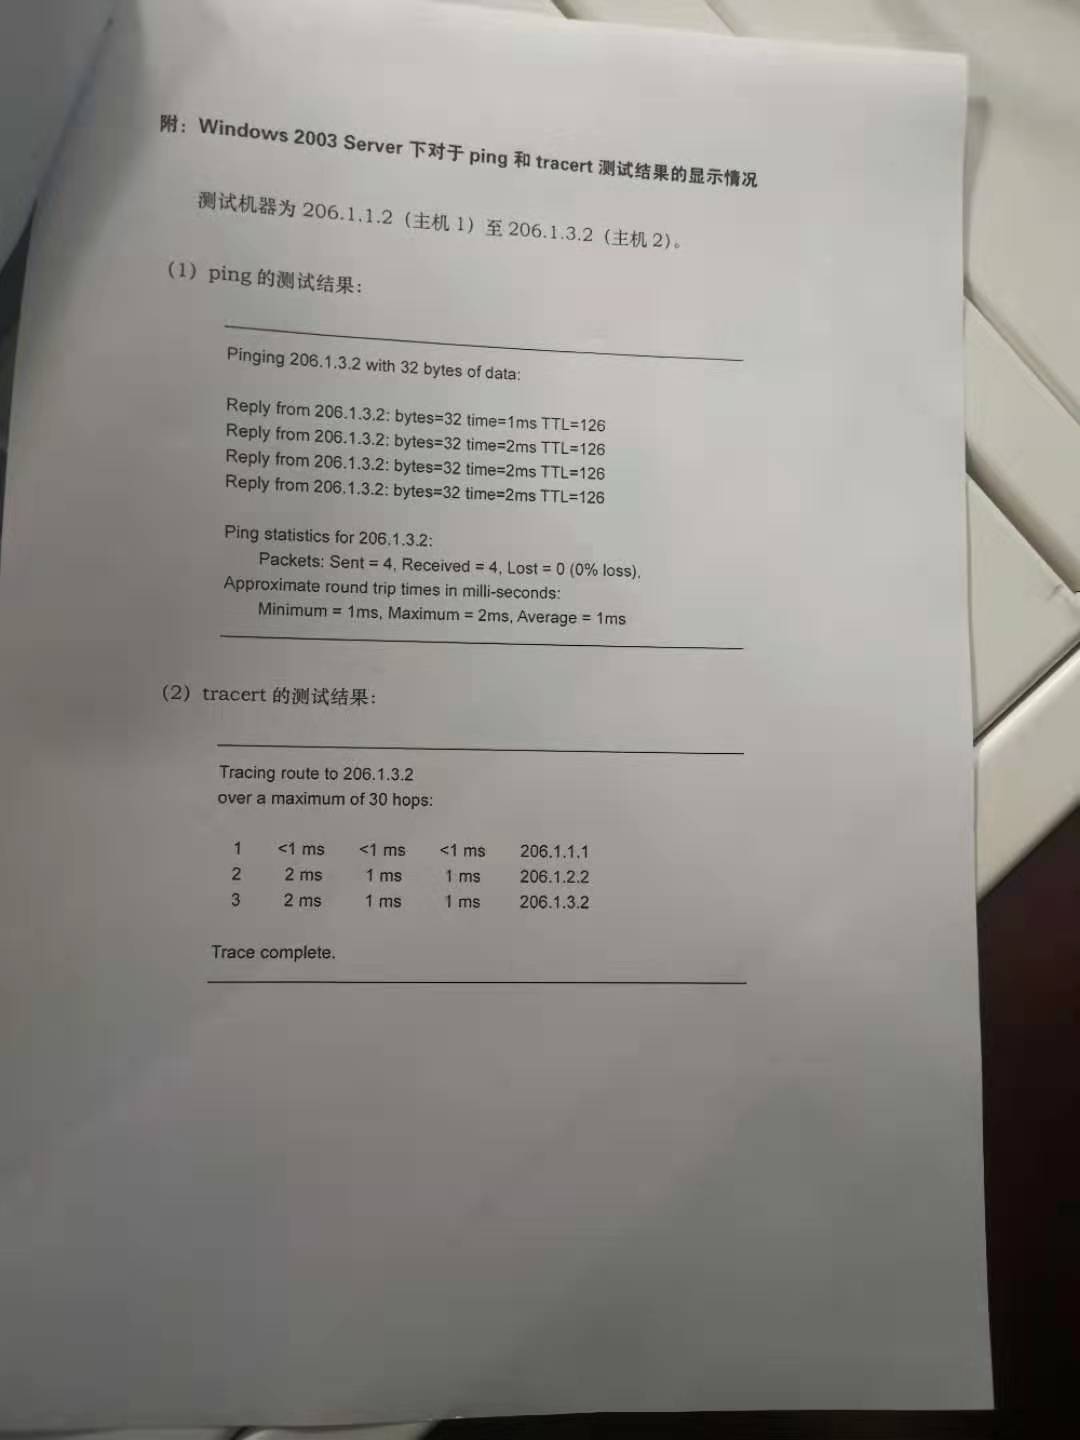 附：Windows 2003 Server 下对于 ping 和 tracert 测试结果的显示情况
测试机器为 206.1.1.2（主机 1）至 206.1.3.2（主机 2）。
（1）ping 的测试结果：
Pinging 206.1.3.2 with 32 bytes of data:
Reply from 206.1.3.2: bytes=32 time=1ms TTL=126
Reply from 206.1.3.2: bytes=32 time=2ms TTL=126
Reply from 206.1.3.2: bytes=32 time=2ms TTL=126
Reply from 206.1.3.2: bytes=32 time=2ms TTL=126
Ping statistics for 206.1.3.2:
Packets: Sent = 4, Received = 4, Lost = 0 (0% loss),
Approximate round trip times in milli-seconds:
Minimum = 1ms, Maximum = 2ms, Average = 1ms
（2）tracert 的测试结果：
Tracing route to 206.1.3.2
over a maximum of 30 hops:
1 <1 ms <1 ms <1 ms 206.1.1.1
2 2 ms 1 ms 1 ms 206.1.2.2
3 2 ms 1 ms 1 ms 206.1.3.2
Trace complete.